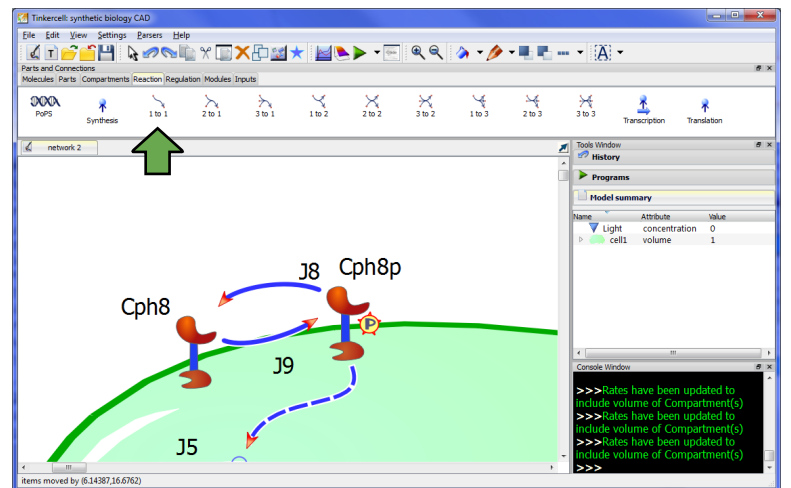 Tinkercell: synthetic biology CAD
File Edit View Settings Parsers Help
T
A
Parts and Connections
Molecules Parts Compartments Reaction Regulation Modules Inputs
PoPS Synthesis 1 to 1 2 to 1 3 to 1 1 to 2 2 to 2 3 to 2 1 to 3 2 to 3 3 to 3 Transcription Translation
network 2
Tools Window
History
Programs
Model summary
Name Attribute Value
Light concentration 0
cell1 volume 1
J8 Cph8p
Cph8
P
J9
J5
Console Window
>>>Rates have been updated to
include volume of Compartment(s)
>>>Rates have been updated to
include volume of Compartment(s)
>>>Rates have been updated to
include volume of Compartment(s)
>>>
items moved by (6.14387,16.6762)